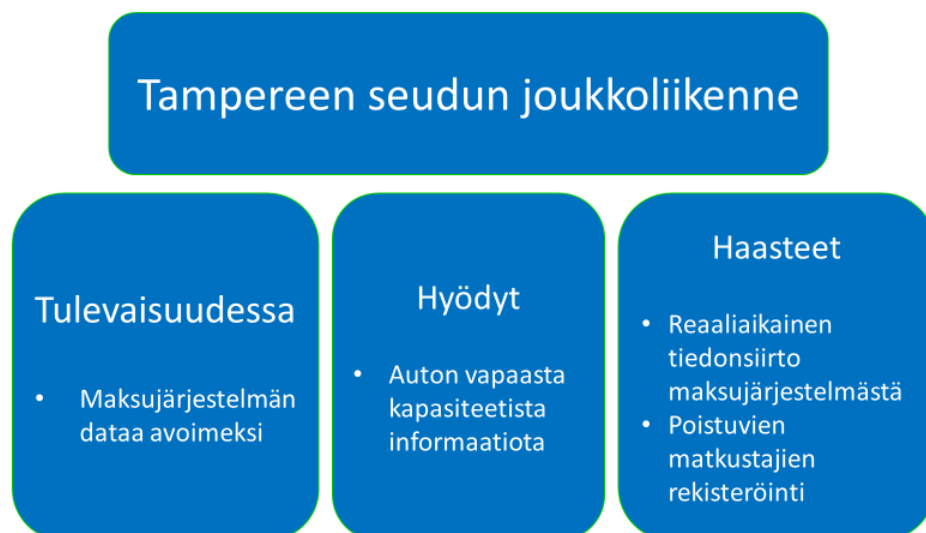 Tampereen seudun joukkoliikenne
Tulevaisuudessa
• Maksujärjestelmän
dataa avoimeksi
Hyödyt
• Auton vapaasta
kapasiteetista
informaatiota
Haasteet
• Reaaliaikainen
tiedonsiirto
maksujärjestelmästä
• Poistuvien
matkustajien
rekisteröinti